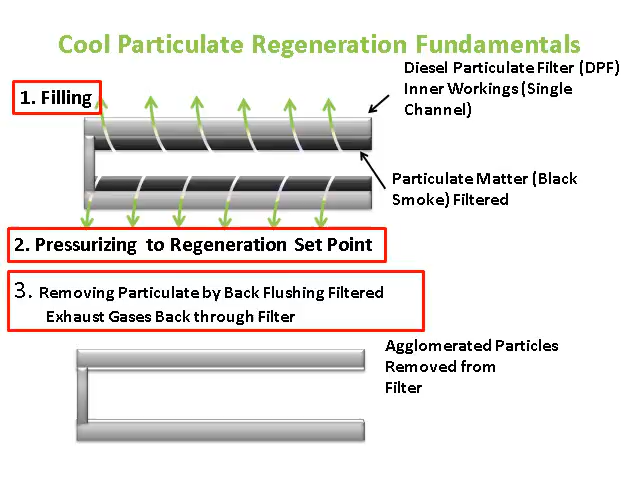 Cool Particulate Regeneration Fundamentals
Diesel Particulate Filter (DPF)
Inner Workings (Single
Channel)
1. Filling
Particulate Matter (Black
Smoke) Filtered
2. Pressurizing to Regeneration Set Point
3. Removing Particulate by Back Flushing Filtered
Exhaust Gases Back through Filter
Agglomerated Particles
Removed from
Filter